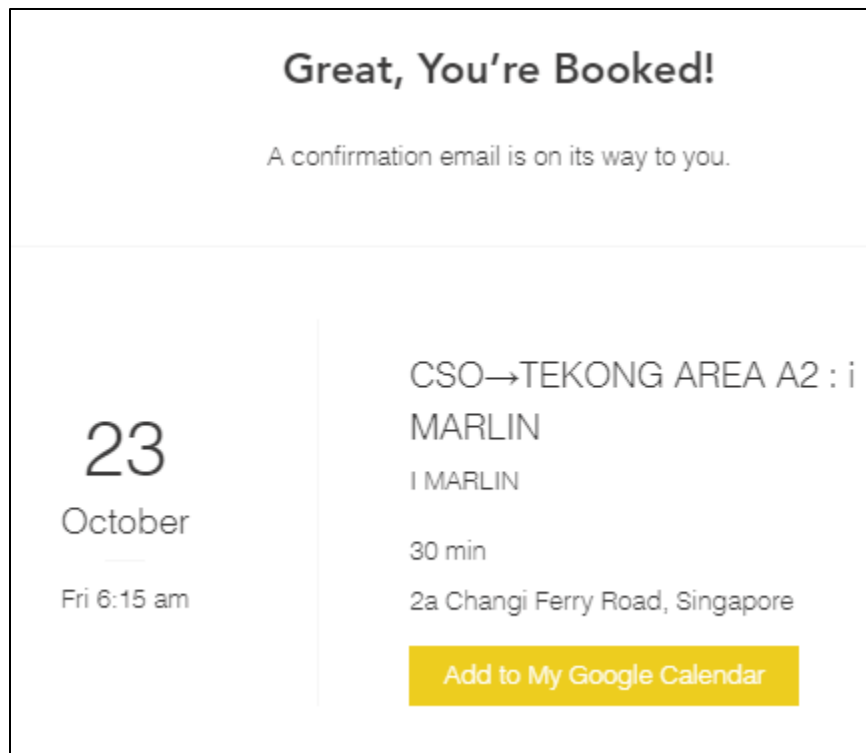 Great, You’re Booked!
A confirmation email is on its way to you.
23
October
Fri 6:15 am
CSO→TEKONG AREA A2 : i
MARLIN
I MARLIN
30 min
2a Changi Ferry Road, Singapore
Add to My Google Calendar